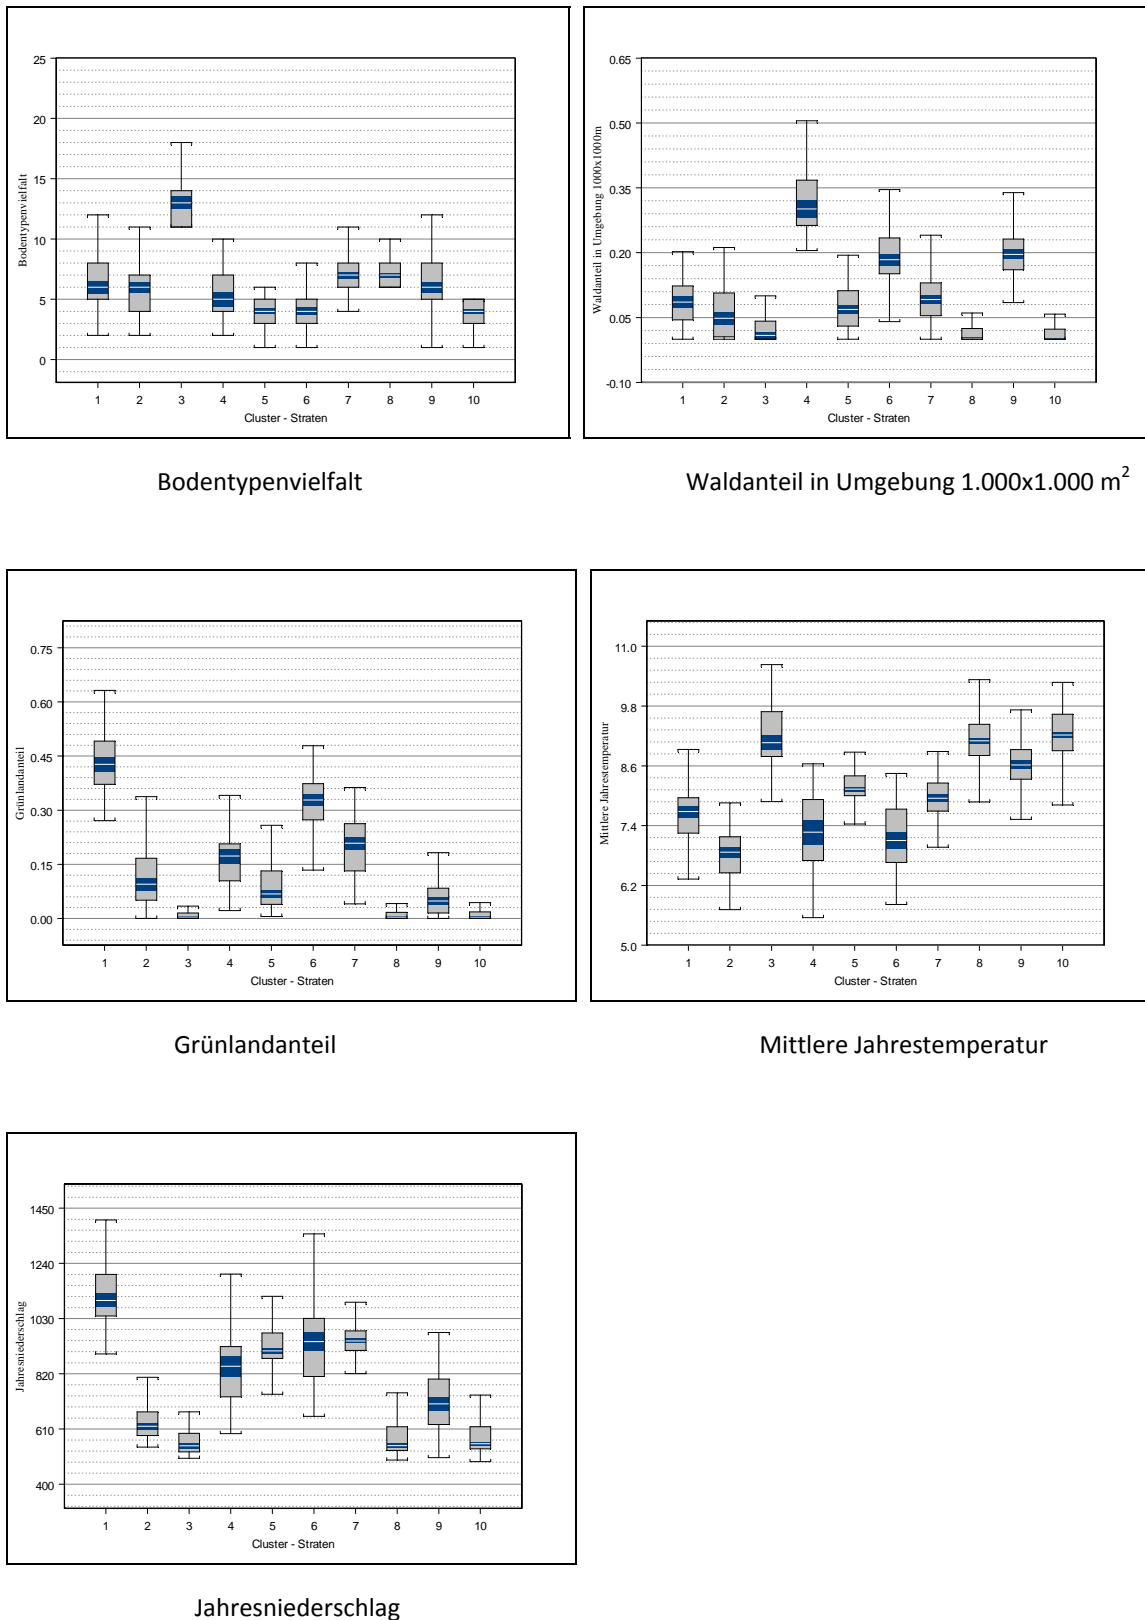 25
20
15
10
5
0
Bodentypenvielfalt
1 2 3 4 5 6 7 8 9 10
Cluster - Straten
Bodentypenvielfalt
0.65
0.50
0.35
0.20
0.05
-0.10
Waldanteil in Umgebung 1000x1000m
1 2 3 4 5 6 7 8 9 10
Cluster - Straten
Waldanteil in Umgebung 1.000x1.000 m²
0.75
0.60
0.45
0.30
0.15
0.00
Grünlandanteil
1 2 3 4 5 6 7 8 9 10
Cluster - Straten
Grünlandanteil
11.0
9.8
8.6
7.4
6.2
5.0
Mittlere Jahrestemperatur
1 2 3 4 5 6 7 8 9 10
Cluster - Straten
Mittlere Jahrestemperatur
1450
1240
1030
820
610
400
Jahresniederschlag
1 2 3 4 5 6 7 8 9 10
Cluster - Straten
Jahresniederschlag